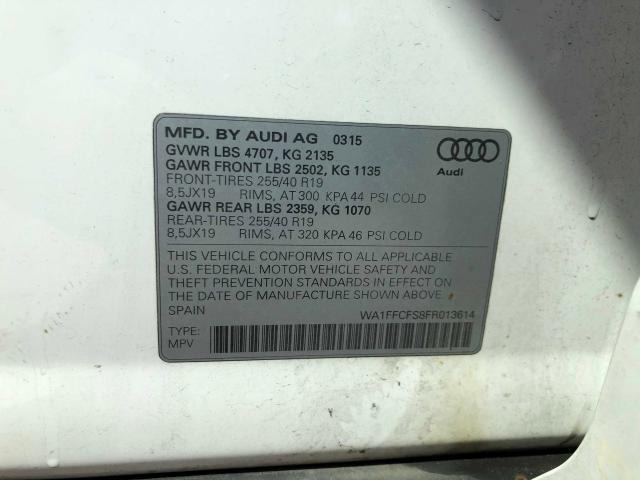 MFD. BY AUDI AG 0315
GVWR LBS 4707, KG 2135
GAWR FRONT LBS 2502, KG 1135
FRONT-TIRES 255/40 R19
8,5JX19 RIMS, AT 300 KPA 44 PSI COLD
GAWR REAR LBS 2359, KG 1070
REAR-TIRES 255/40 R19
8,5JX19 RIMS, AT 320 KPA 46 PSI COLD
Audi
THIS VEHICLE CONFORMS TO ALL APPLICABLE
U.S. FEDERAL MOTOR VEHICLE SAFETY AND
THEFT PREVENTION STANDARDS IN EFFECT ON
THE DATE OF MANUFACTURE SHOWN ABOVE.
SPAIN
WA1FFCFS8FR013614
TYPE:
MPV